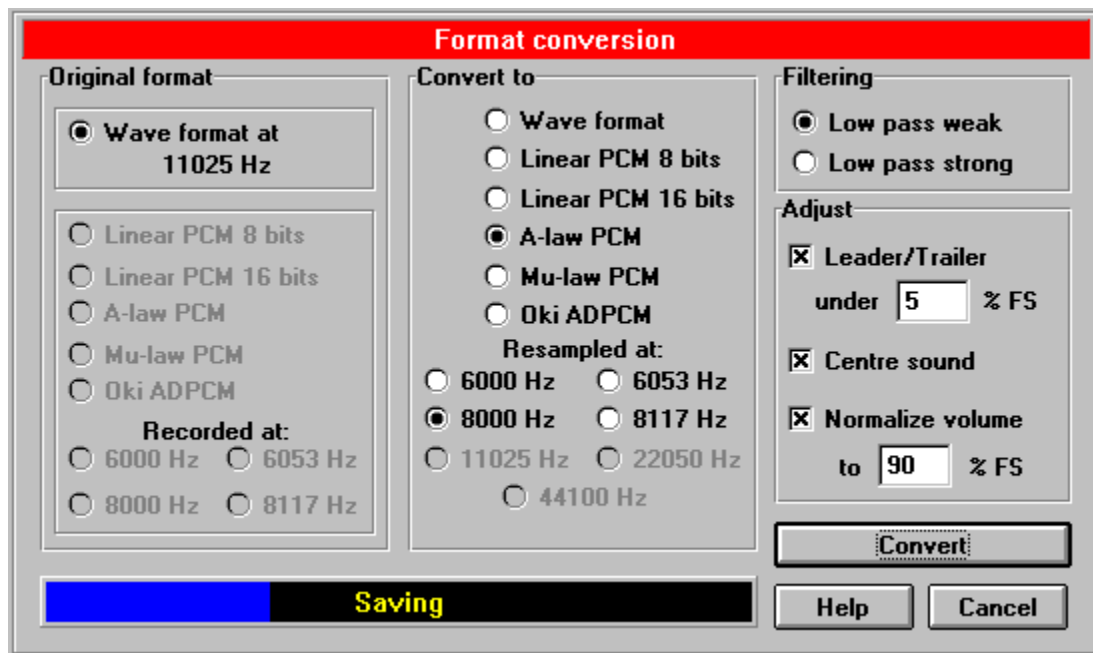 Format conversion
Original format
Wave format at
11025 Hz
Linear PCM 8 bits
Linear PCM 16 bits
A-law PCM
Mu-law PCM
Oki ADPCM
Recorded at:
6000 Hz 6053 Hz
8000 Hz 8117 Hz
Convert to
Wave format
Linear PCM 8 bits
Linear PCM 16 bits
A-law PCM
Mu-law PCM
Oki ADPCM
Resampled at:
6000 Hz 6053 Hz
8000 Hz 8117 Hz
11025 Hz 22050 Hz
44100 Hz
Filtering
Low pass weak
Low pass strong
Adjust
Leader/Trailer
under 5 % FS
Centre sound
Normalize volume
to 90 % FS
Convert
Saving
Help Cancel